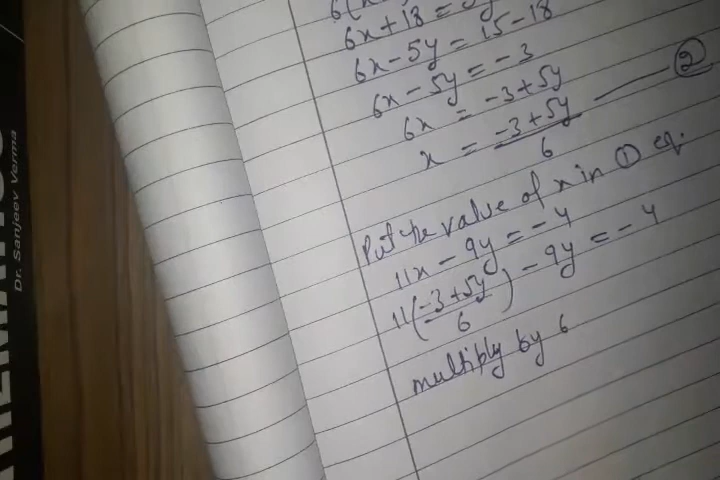 6x+18=5y
6x-5y=15-18
6x-5y=-3
6x = -3+5y
x = -3+5y/6 —— ②
Put the value of x in ① eq.
11x-9y=-4
11(-3+5y/6)-9y=-4
multiply by 6
Dr. Sanjeev Verma